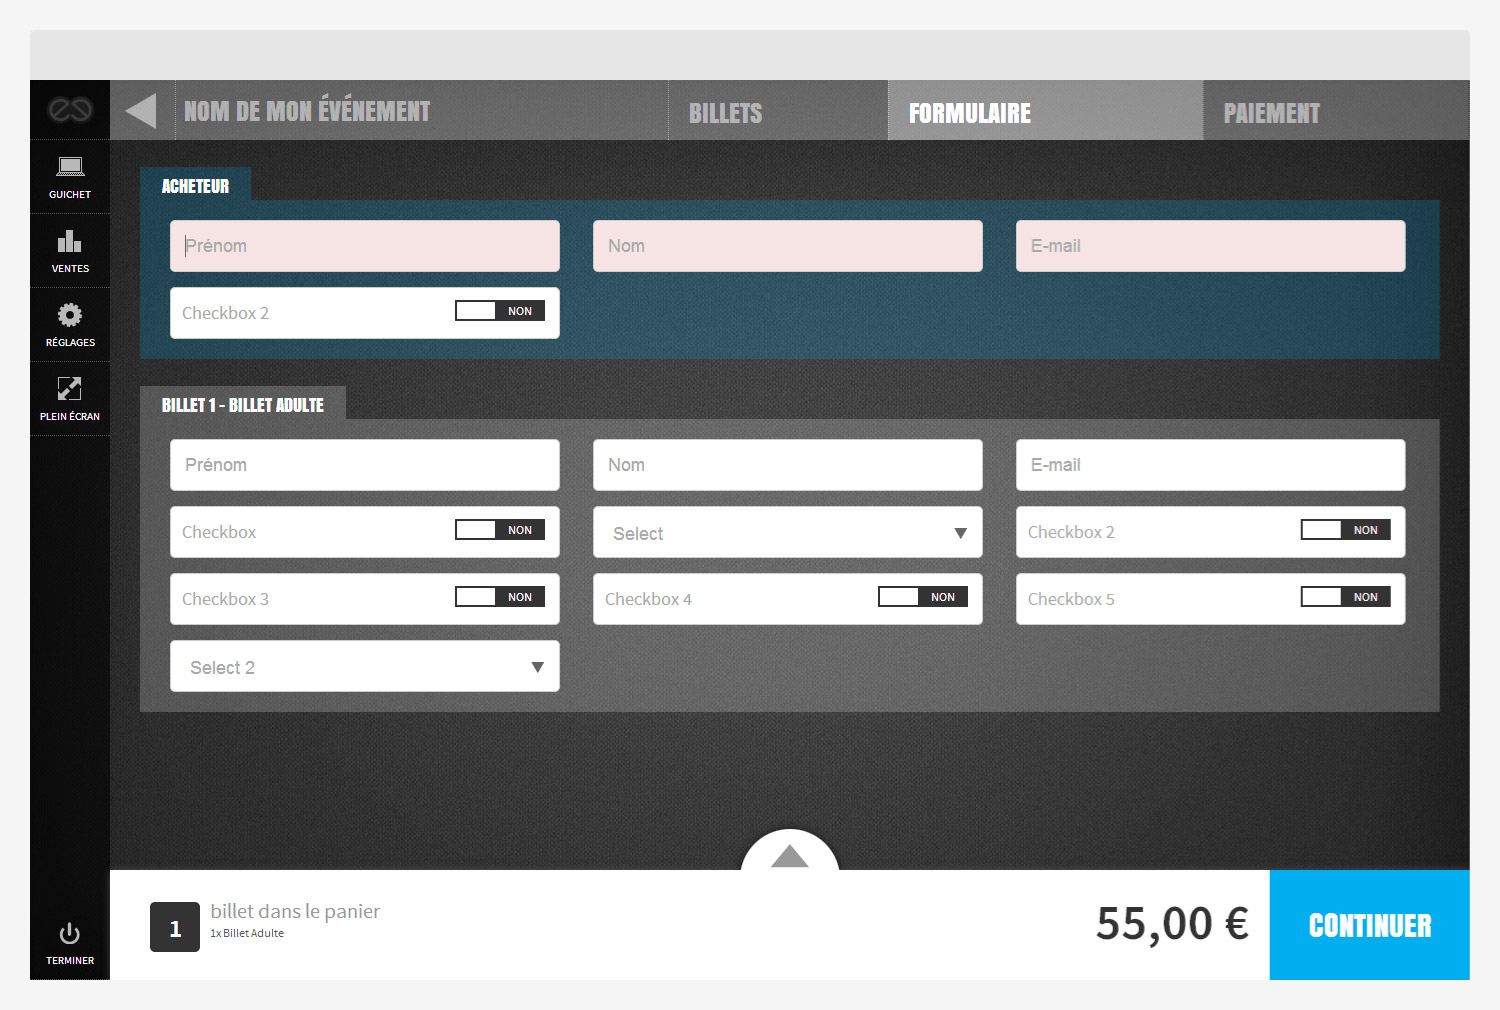 NOM DE MON ÉVÉNEMENT
BILLETS
FORMULAIRE
PAIEMENT
GUICHET
VENTES
RÉGLAGES
PLEIN ÉCRAN
TERMINER
ACHETEUR
Prénom
Nom
E-mail
Checkbox 2
NON
BILLET 1 - BILLET ADULTE
Prénom
Nom
E-mail
Checkbox
NON
Select
Checkbox 2
NON
Checkbox 3
NON
Checkbox 4
NON
Checkbox 5
NON
Select 2
1
billet dans le panier
1x Billet Adulte
55,00 €
CONTINUER